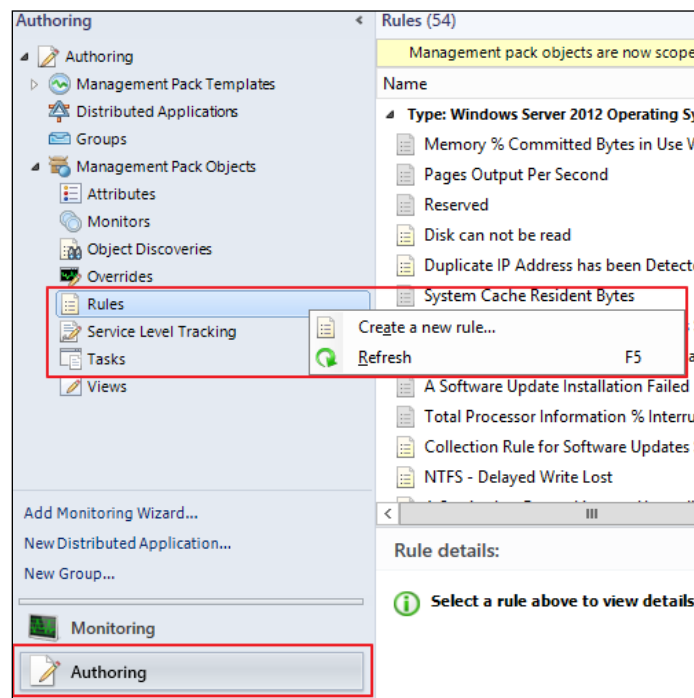 Authoring
Authoring
Management Pack Templates
Distributed Applications
Groups
Management Pack Objects
Attributes
Monitors
Object Discoveries
Overrides
Rules
Service Level Tracking
Tasks
Views
Add Monitoring Wizard...
New Distributed Application...
New Group...
Monitoring
Authoring
Rules (54)
Management pack objects are now scope
Name
Type: Windows Server 2012 Operating Sy
Memory % Committed Bytes in Use
Pages Output Per Second
Reserved
Disk can not be read
Duplicate IP Address has been Detecte
System Cache Resident Bytes
Create a new rule...
Refresh F5
A Software Update Installation Failed
Total Processor Information % Interru
Collection Rule for Software Updates
NTFS - Delayed Write Lost
Rule details:
Select a rule above to view details